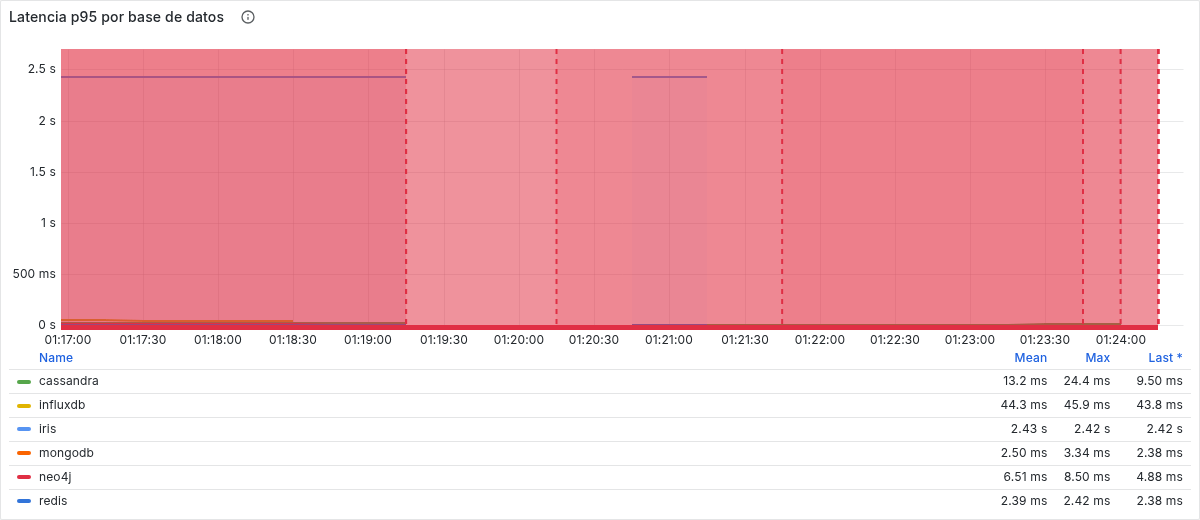 Latencia p95 por base de datos
2.5 s
2 s
1.5 s
1 s
500 ms
0 s
01:17:00 01:17:30 01:18:00 01:18:30 01:19:00 01:19:30 01:20:00 01:20:30 01:21:00 01:21:30 01:22:00 01:22:30 01:23:00 01:23:30 01:24:00
Name Mean Max Last *
cassandra 13.2 ms 24.4 ms 9.50 ms
influxdb 44.3 ms 45.9 ms 43.8 ms
iris 2.43 s 2.42 s 2.42 s
mongodb 2.50 ms 3.34 ms 2.38 ms
neo4j 6.51 ms 8.50 ms 4.88 ms
redis 2.39 ms 2.42 ms 2.38 ms